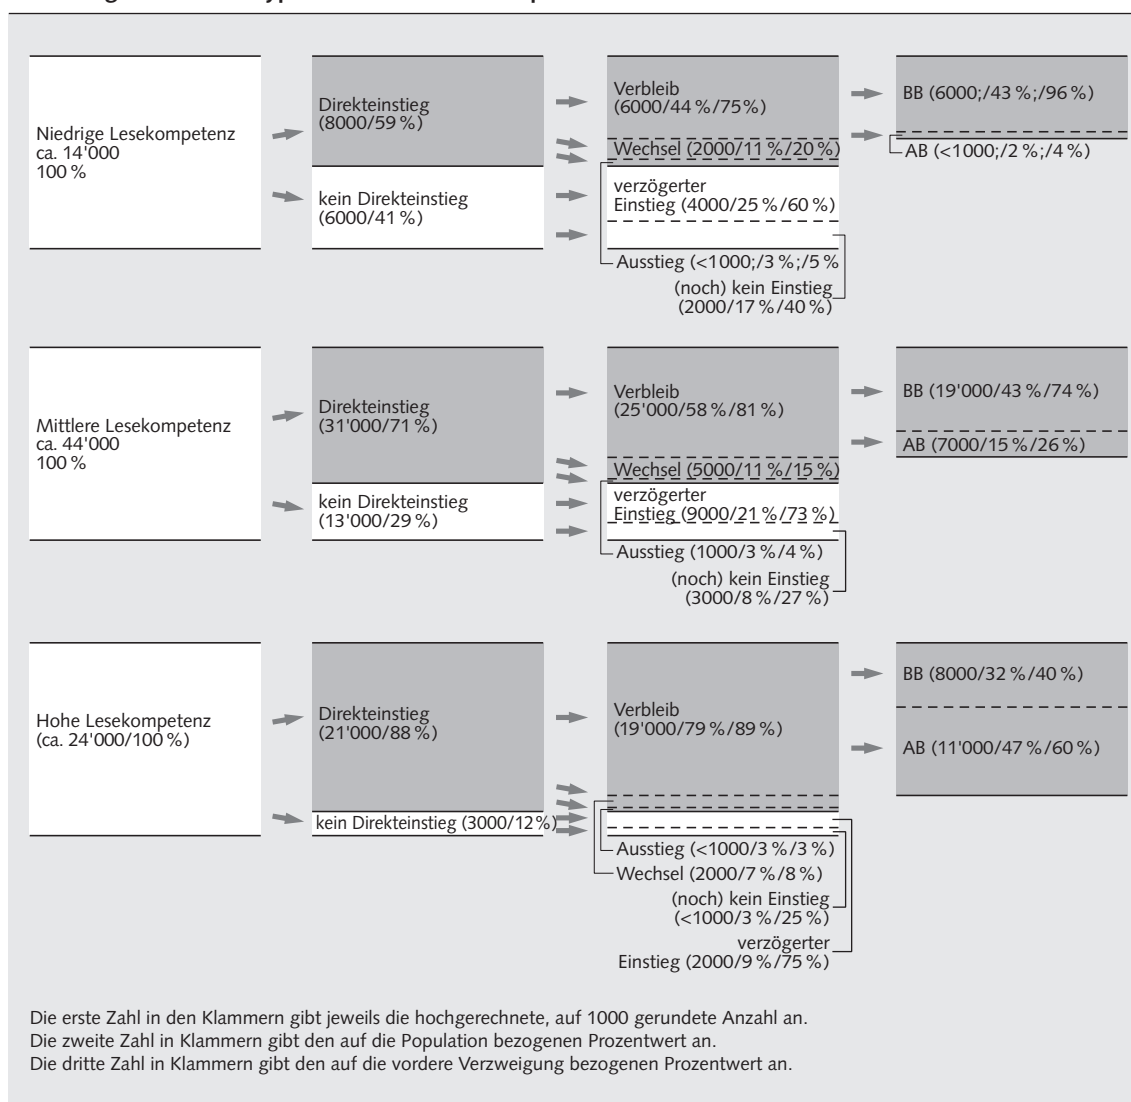 Niedrige Lesekompetenz
ca. 14'000
100 %
Direkteinstieg
(8000/59 %)
kein Direkteinstieg
(6000/41 %)
Verbleib
(6000/44 %/75 %)
Wechsel (2000/11 %/20 %)
verzögerter
Einstieg (4000/25 %/60 %)
Ausstieg (<1000;/3 %;/5 %
(noch) kein Einstieg
(2000/17 %/40 %)
BB (6000;/43 %;/96 %)
AB (<1000;/2 %;/4 %)
Mittlere Lesekompetenz
ca. 44'000
100 %
Direkteinstieg
(31'000/71 %)
kein Direkteinstieg
(13'000/29 %)
Verbleib
(25'000/58 %/81 %)
Wechsel (5000/11 %/15 %)
verzögerter
Einstieg (9000/21 %/73 %)
Ausstieg (1000/3 %/4 %)
(noch) kein Einstieg
(3000/8 %/27 %)
BB (19'000/43 %/74 %)
AB (7000/15 %/26 %)
Hohe Lesekompetenz
(ca. 24'000/100 %)
Direkteinstieg
(21'000/88 %)
kein Direkteinstieg (3000/12%)
Verbleib
(19'000/79 %/89 %)
Ausstieg (<1000/3 %/3 %)
Wechsel (2000/7 %/8 %)
(noch) kein Einstieg
(<1000/3 %/25 %)
verzögerter
Einstieg (2000/9 %/75 %)
BB (8000/32 %/40 %)
AB (11'000/47 %/60 %)
Die erste Zahl in den Klammern gibt jeweils die hochgerechnete, auf 1000 gerundete Anzahl an.
Die zweite Zahl in Klammern gibt den auf die Population bezogenen Prozentwert an.
Die dritte Zahl in Klammern gibt den auf die vordere Verzweigung bezogenen Prozentwert an.